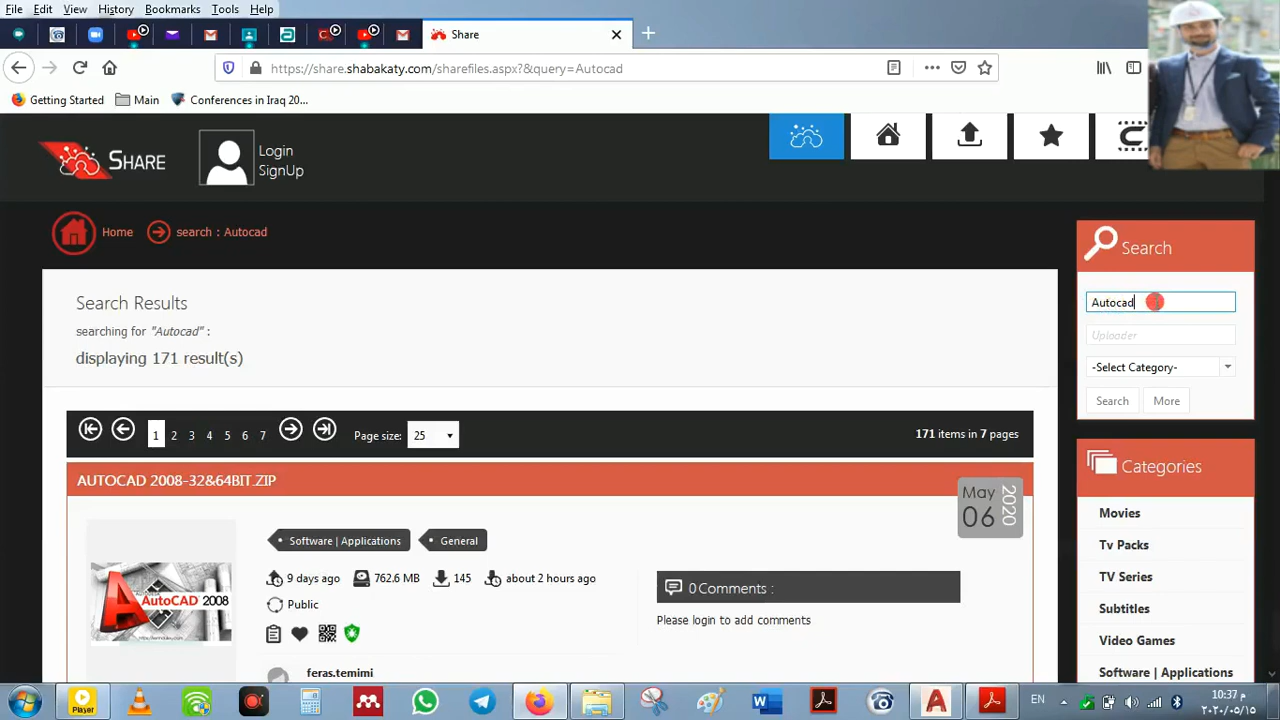 File Edit View History Bookmarks Tools Help
Share
https://share.shabakaty.com/sharefiles.aspx?&query=Autocad
Getting Started Main Conferences in Iraq 20...
SHARE
Login
SignUp
Home search : Autocad
Search
Search Results
searching for "Autocad" :
displaying 171 result(s)
Autocad
Uploader
-Select Category-
Search More
1 2 3 4 5 6 7 Page size: 25 171 items in 7 pages
Categories
AUTOCAD 2008-32&64BIT.ZIP
May
06
2020
Movies
Tv Packs
TV Series
Subtitles
Video Games
Software | Applications
Software | Applications General
9 days ago 762.6 MB 145 about 2 hours ago
Public
0 Comments :
Please login to add comments
AutoCAD 2008
feras.temimi
Player
EN
م 10:37
٢٠٢٠/٠٥/١٥